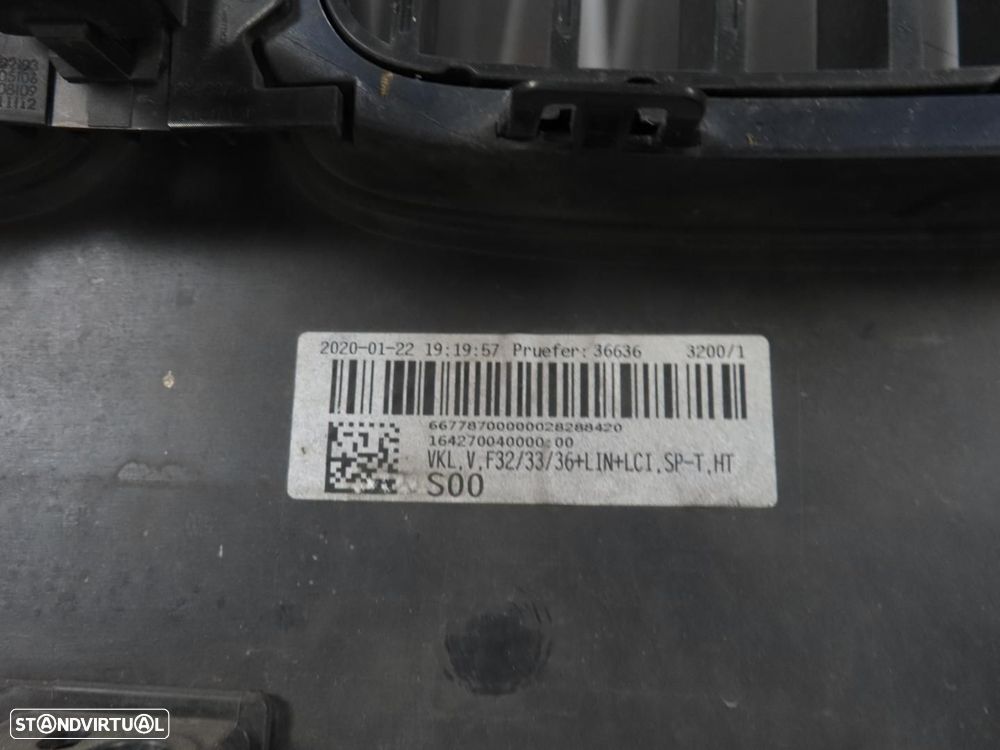 2020-01-22 19:19:57 Pruefer: 36636 3200/1
66778700000028288420
164270040000:00
VKL,V,F32/33/36+LIN+LCI,SP-T,HT
S00
STANDVIRTUAL